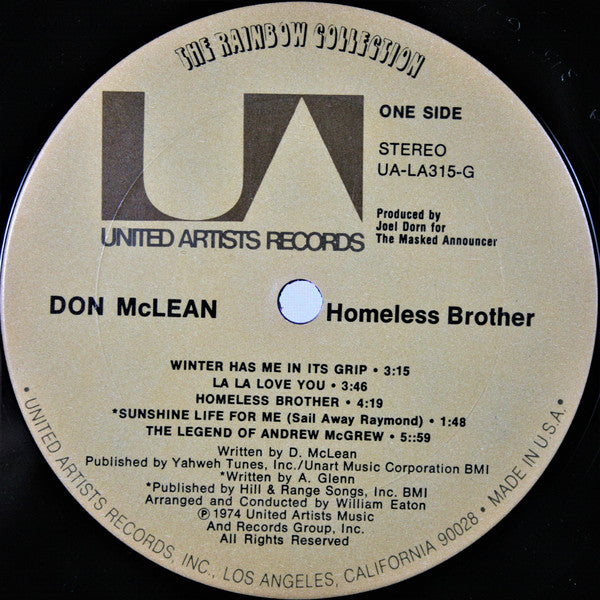 THE RAINBOW COLLECTION
UA
ONE SIDE
STEREO
UA-LA315-G
UNITED ARTISTS RECORDS
Produced by
Joel Dorn for
The Masked Announcer
DON McLEAN
Homeless Brother
WINTER HAS ME IN ITS GRIP • 3:15
LA LA LOVE YOU • 3:46
HOMELESS BROTHER • 4:19
*SUNSHINE LIFE FOR ME (Sail Away Raymond) • 1:48
THE LEGEND OF ANDREW McGREW • 5::59
Written by D. McLean
Published by Yahweh Tunes, Inc./Unart Music Corporation BMI
*Written by A. Glenn
*Published by Hill & Range Songs, Inc. BMI
Arranged and Conducted by William Eaton
Ⓟ 1974 United Artists Music
And Records Group, Inc.
All Rights Reserved
• UNITED ARTISTS RECORDS, INC., LOS ANGELES, CALIFORNIA 90028 • MADE IN U.S.A. •